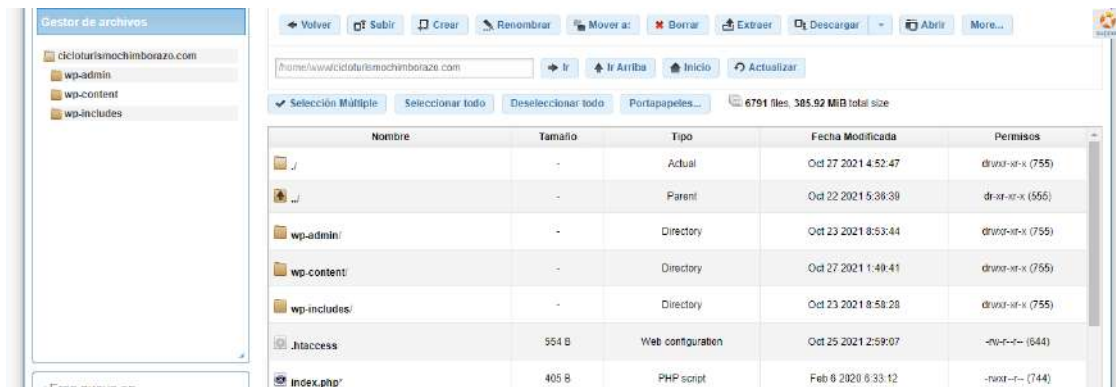 Gestor de archivos
cicloturismochimborazo.com
wp-admin
wp-content
wp-includes
Volver Subir Crear Renombrar Mover a: Borrar Extraer Descargar Abrir More...
/home/www/cicloturismochimborazo.com Ir Ir Arriba Inicio Actualizar
Selección Múltiple Seleccionar todo Deseleccionar todo Portapapeles... 6791 files, 385.92 MiB total size
Nombre Tamaño Tipo Fecha Modificada Permisos
./ - Actual Oct 27 2021 4:52:47 drwxr-xr-x (755)
../ - Parent Oct 22 2021 5:36:39 dr-xr-xr-x (555)
wp-admin/ - Directory Oct 23 2021 8:53:44 drwxr-xr-x (755)
wp-content/ - Directory Oct 27 2021 1:49:41 drwxr-xr-x (755)
wp-includes/ - Directory Oct 23 2021 8:58:28 drwxr-xr-x (755)
.htaccess 554 B Web configuration Oct 25 2021 2:59:07 -rw-r--r-- (644)
index.php* 405 B PHP script Feb 6 2020 6:33:12 -rwxr--r-- (744)